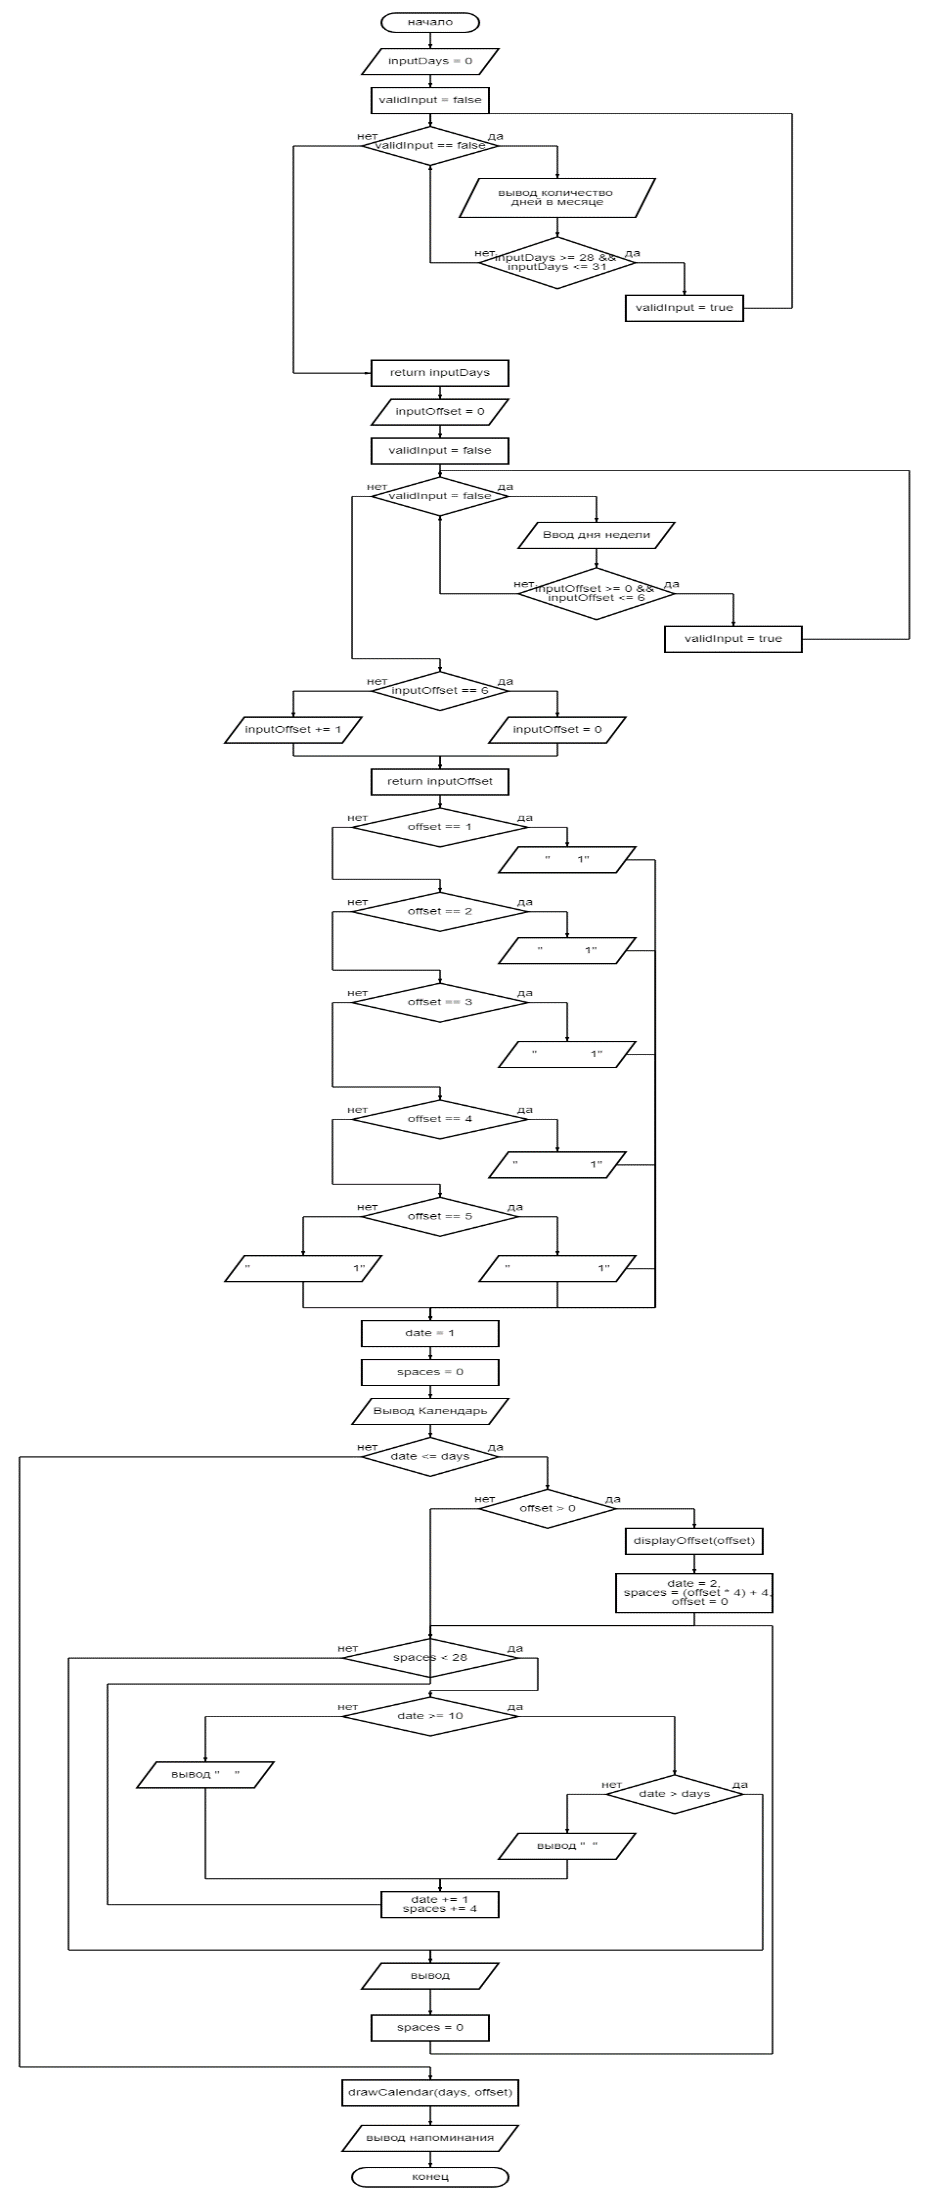 начало
inputDays = 0
validInput = false
нет
да
validInput == false
вывод количество
дней в месяце
нет
да
inputDays >= 28 &&
inputDays <= 31
validInput = true
return inputDays
inputOffset = 0
validInput = false
нет
да
validInput = false
Ввод дня недели
нет
да
inputOffset >= 0 &&
inputOffset <= 6
validInput = true
нет
да
inputOffset == 6
inputOffset += 1
inputOffset = 0
return inputOffset
нет
да
offset == 1
" 1"
нет
да
offset == 2
" 1"
нет
да
offset == 3
" 1"
нет
да
offset == 4
" 1"
нет
да
offset == 5
" 1"
" 1"
date = 1
spaces = 0
Вывод Календарь
нет
да
date <= days
нет
да
offset > 0
displayOffset(offset)
date = 2,
spaces = (offset * 4) + 4,
offset = 0
нет
да
spaces < 28
нет
да
date >= 10
вывод " "
нет
да
date > days
вывод " "
date += 1
spaces += 4
вывод
spaces = 0
drawCalendar(days, offset)
вывод напоминания
конец